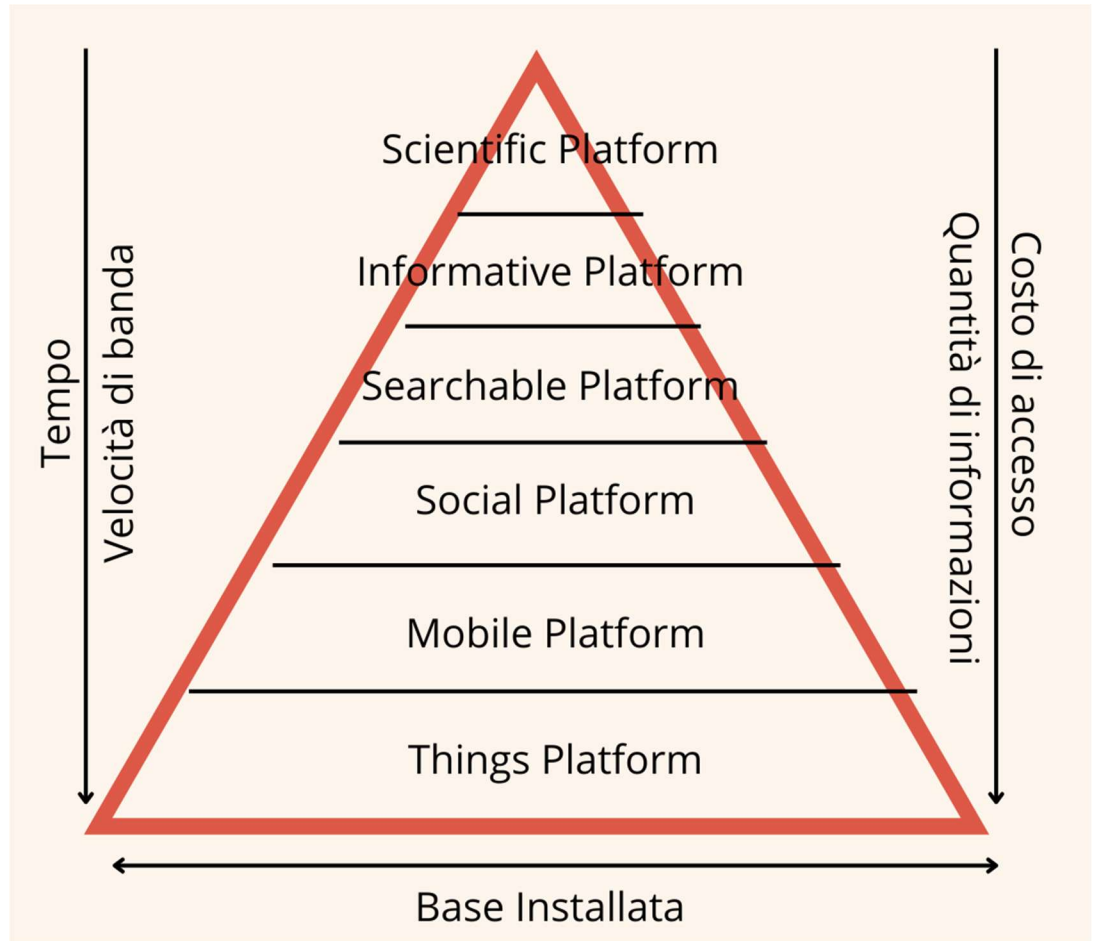 Scientific Platform
Informative Platform
Searchable Platform
Social Platform
Mobile Platform
Things Platform
Tempo
Velocità di banda
Quantità di informazioni
Costo di accesso
Base Installata